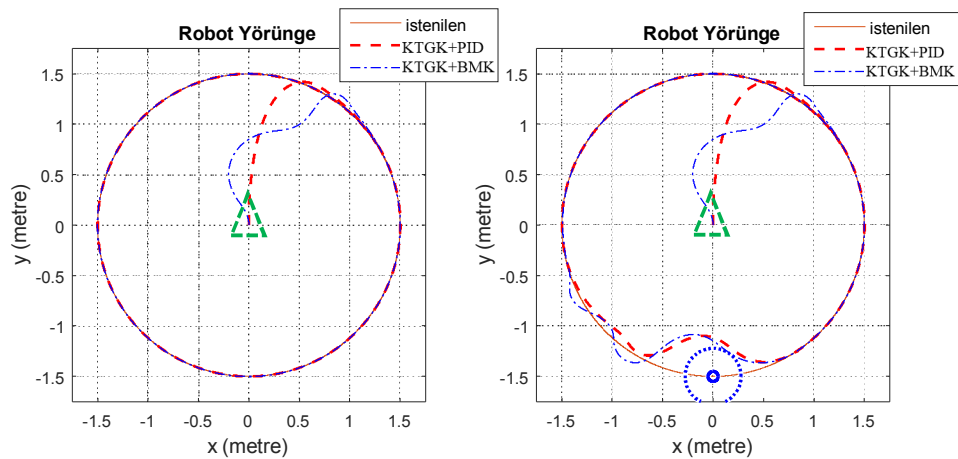 Robot Yörünge
istenilen
KTGK+PID
KTGK+BMK
1.5
1
0.5
0
-0.5
-1
-1.5
y (metre)
-1.5 -1 -0.5 0 0.5 1 1.5
x (metre)
Robot Yörünge
istenilen
KTGK+PID
KTGK+BMK
1.5
1
0.5
0
-0.5
-1
-1.5
y (metre)
-1.5 -1 -0.5 0 0.5 1 1.5
x (metre)